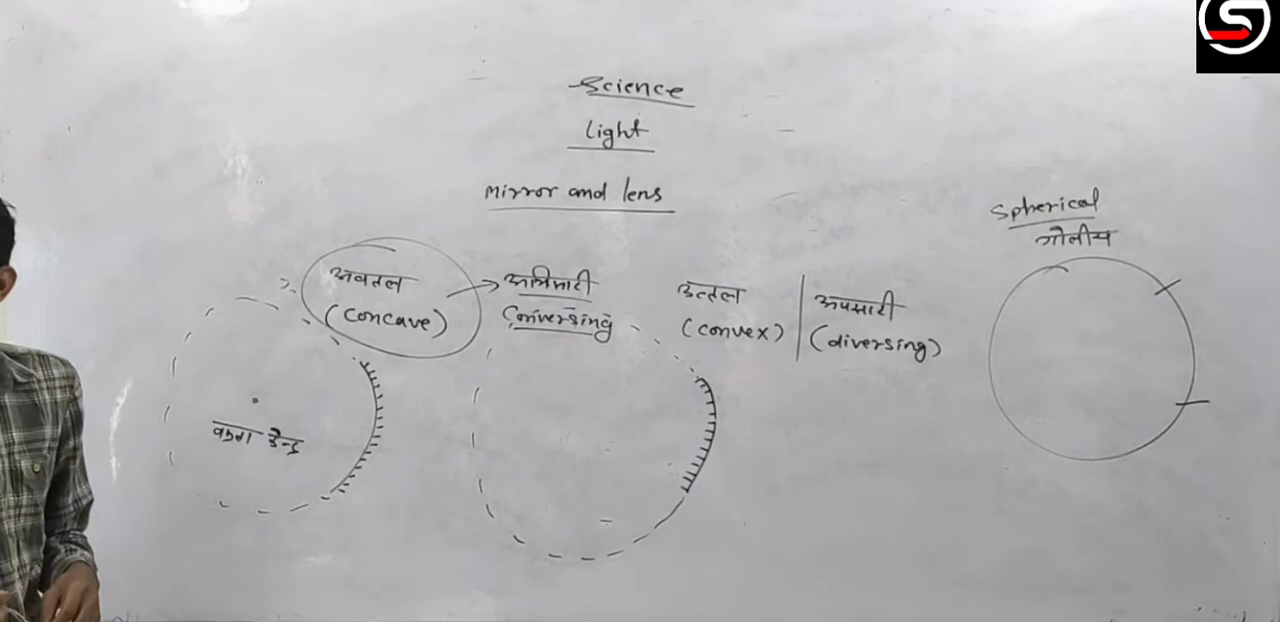 Science
Light
Mirror and lens
Spherical
गोलीय
अवतल
(Concave)
अभिसारी
Conversing
उत्तल
(convex)
अपसारी
(diversing)
वक्रता केन्द्र
S